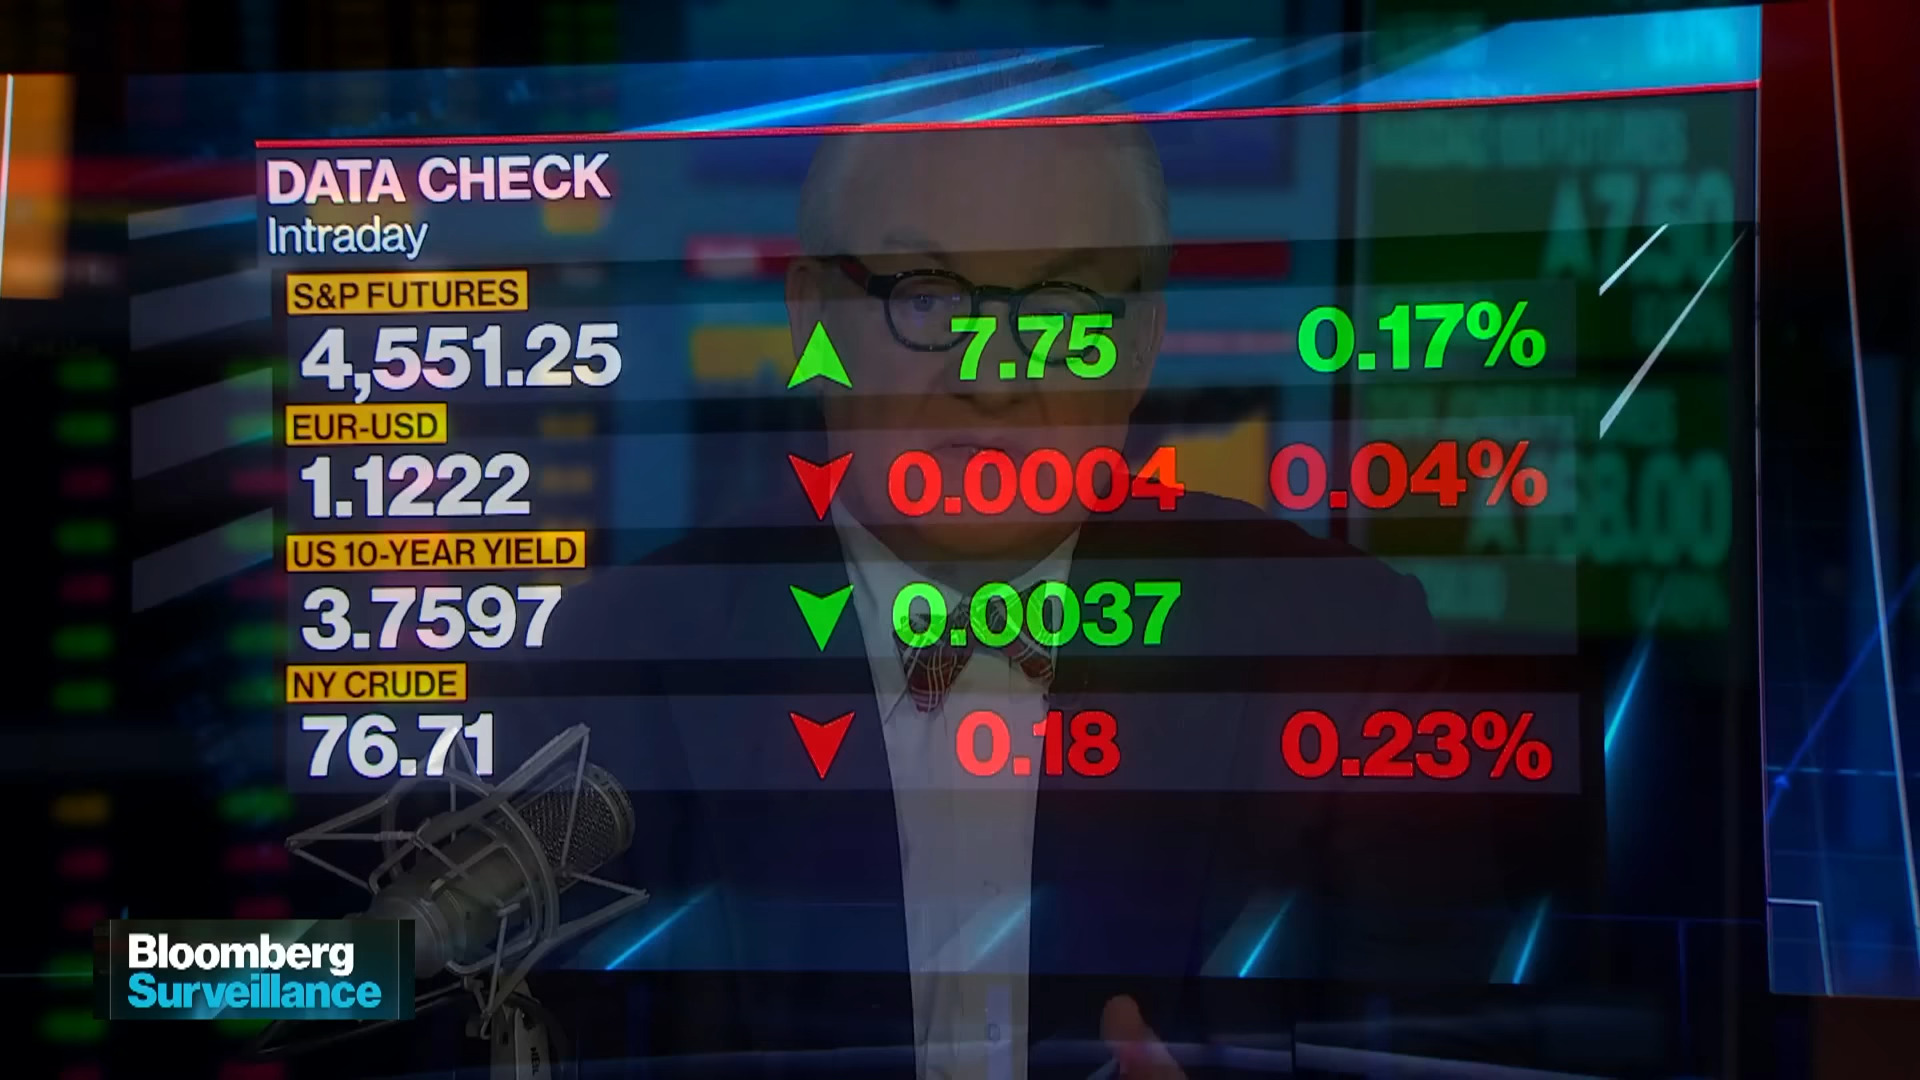 DATA CHECK
Intraday
S&P FUTURES
4,551.25 ▲ 7.75 0.17%
EUR-USD
1.1222 ▼ 0.0004 0.04%
US 10-YEAR YIELD
3.7597 ▼ 0.0037
NY CRUDE
76.71 ▼ 0.18 0.23%
Bloomberg
Surveillance